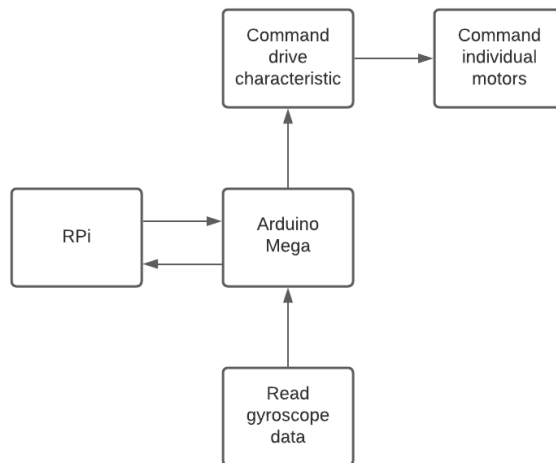 Command
drive
characteristic
Command
individual
motors
RPi
Arduino
Mega
Read
gyroscope
data